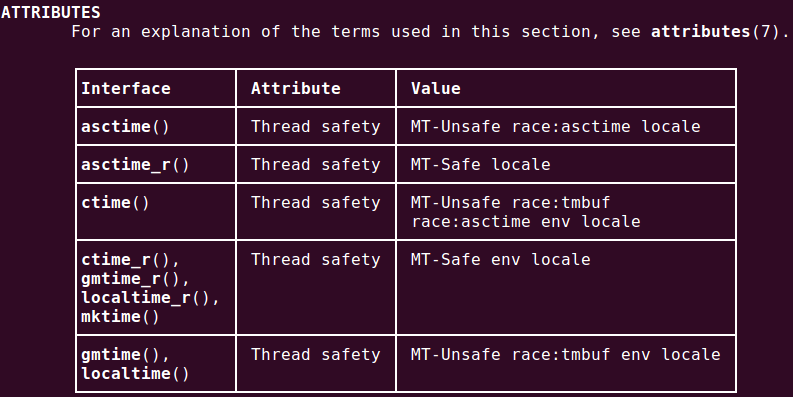 ATTRIBUTES
For an explanation of the terms used in this section, see attributes(7).
Interface Attribute Value
asctime() Thread safety MT-Unsafe race:asctime locale
asctime_r() Thread safety MT-Safe locale
ctime() Thread safety MT-Unsafe race:tmbuf
race:asctime env locale
ctime_r(), Thread safety MT-Safe env locale
gmtime_r(),
localtime_r(),
mktime()
gmtime(), Thread safety MT-Unsafe race:tmbuf env locale
localtime()